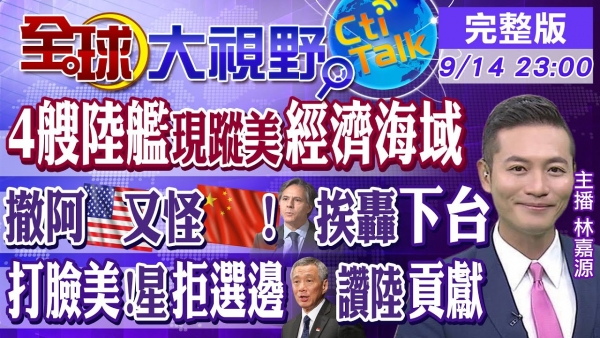 全球大視野
Cti Talk
完整版
9/14 23:00
4艘陸艦現蹤美經濟海域
撤阿 又怪 ! 挨轟下台
打臉美!星拒選邊 讚陸貢獻
主播 林嘉源